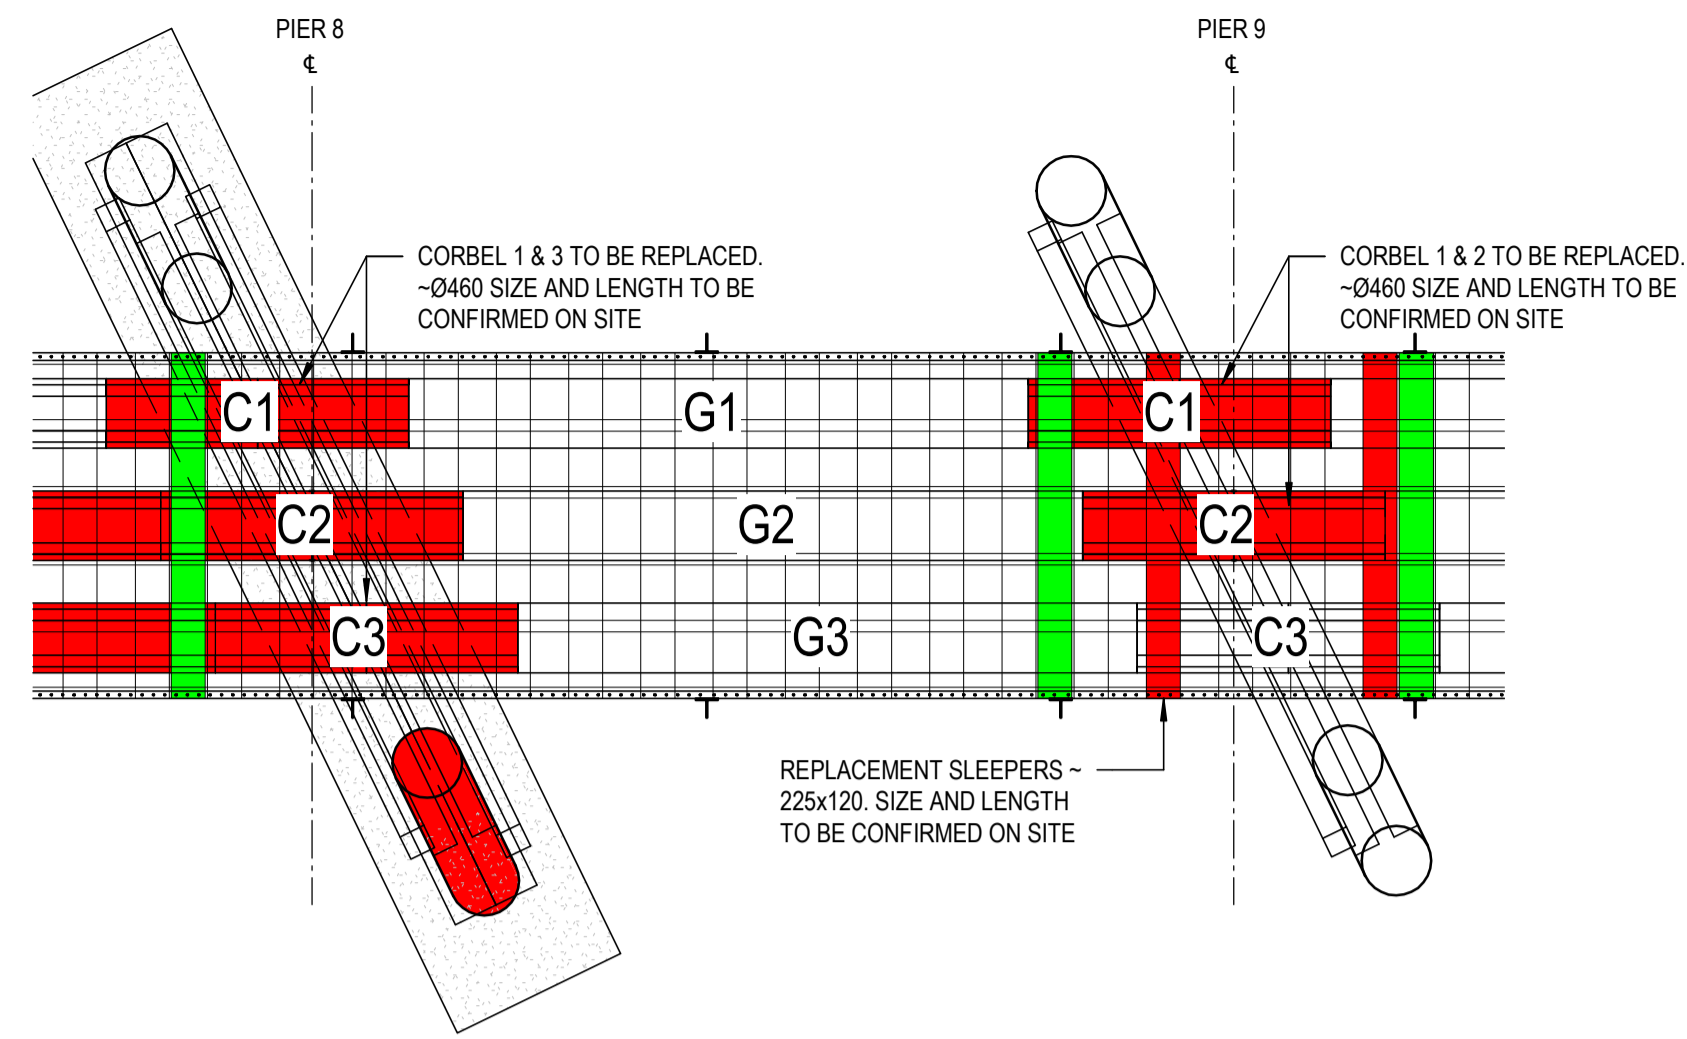 PIER 8
℄
PIER 9
℄
CORBEL 1 & 3 TO BE REPLACED.
~Ø460 SIZE AND LENGTH TO BE
CONFIRMED ON SITE
CORBEL 1 & 2 TO BE REPLACED.
~Ø460 SIZE AND LENGTH TO BE
CONFIRMED ON SITE
C1
G1
C1
C2
G2
C2
C3
G3
C3
REPLACEMENT SLEEPERS ~
225x120. SIZE AND LENGTH
TO BE CONFIRMED ON SITE